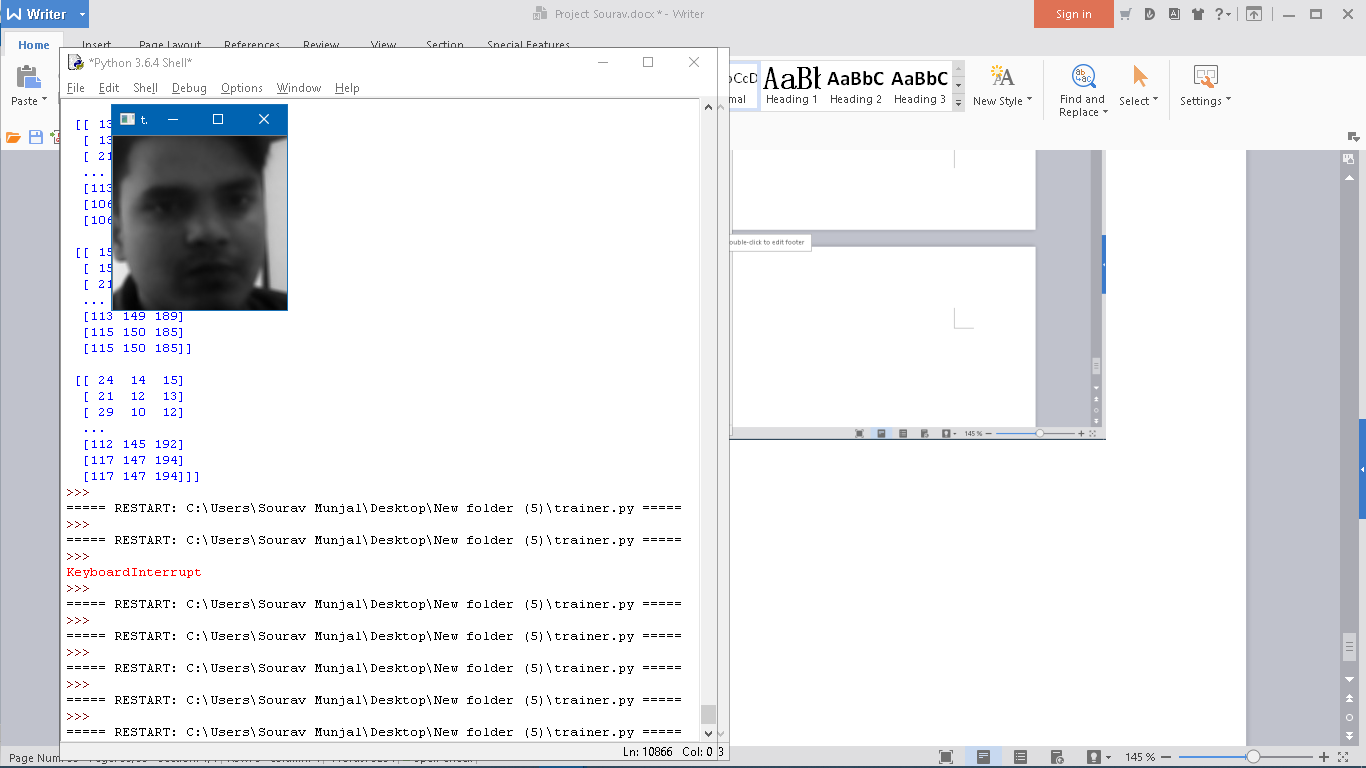 Writer
Project Sourav.docx * - Writer
Sign in
Home Insert Page Layout References Review View Section Special Features
*Python 3.6.4 Shell*
File Edit Shell Debug Options Window Help
Paste
Heading 1 Heading 2 Heading 3
AaBbC AaBbC
New Style
Find and
Replace
Select
Settings
t.
[[ 13
[ 13
[ 21
...
[113
[106
[106
[[ 15
[ 15
[ 21
...
[113 149 189]
[115 150 185]
[115 150 185]]
[[ 24 14 15]
[ 21 12 13]
[ 29 10 12]
...
[112 145 192]
[117 147 194]
[117 147 194]]]
>>>
===== RESTART: C:\Users\Sourav Munjal\Desktop\New folder (5)\trainer.py =====
>>>
===== RESTART: C:\Users\Sourav Munjal\Desktop\New folder (5)\trainer.py =====
>>>
KeyboardInterrupt
>>>
===== RESTART: C:\Users\Sourav Munjal\Desktop\New folder (5)\trainer.py =====
>>>
===== RESTART: C:\Users\Sourav Munjal\Desktop\New folder (5)\trainer.py =====
>>>
===== RESTART: C:\Users\Sourav Munjal\Desktop\New folder (5)\trainer.py =====
>>>
===== RESTART: C:\Users\Sourav Munjal\Desktop\New folder (5)\trainer.py =====
>>>
===== RESTART: C:\Users\Sourav Munjal\Desktop\New folder (5)\trainer.py =====
Ln: 10866 Col: 0
ouble-click to edit footer
145 %
Page Num
145 %